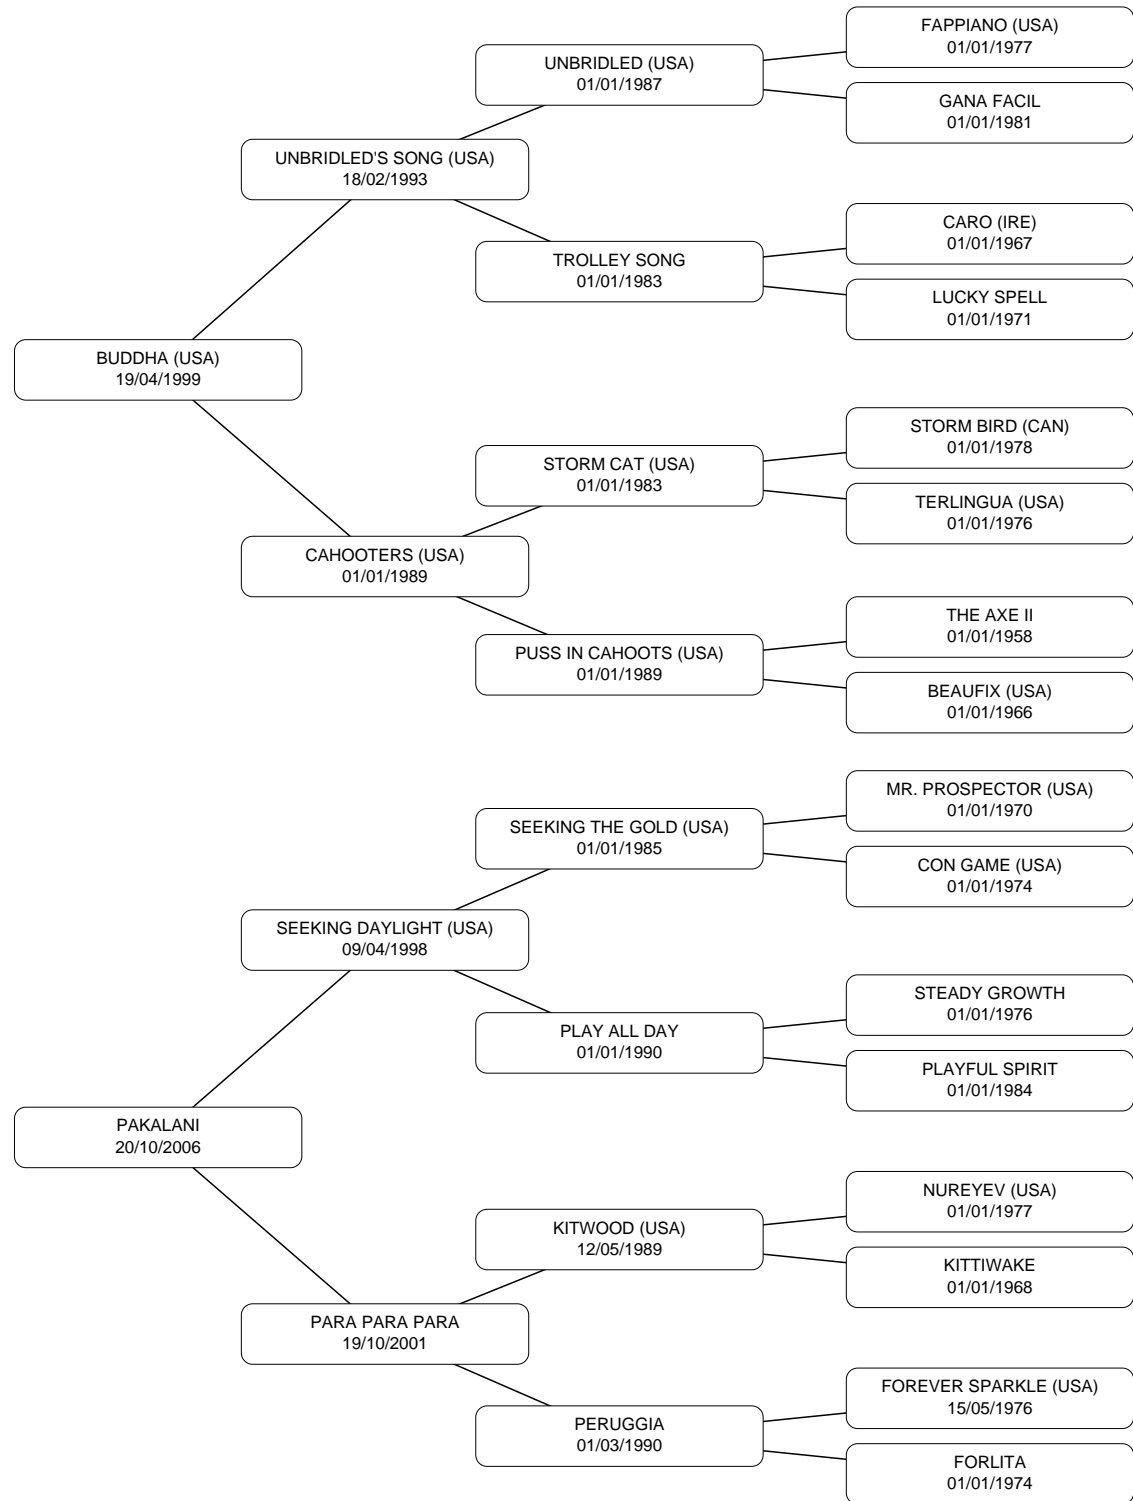 FAPPIANO (USA)
01/01/1977
UNBRIDLED (USA)
01/01/1987
GANA FACIL
01/01/1981
UNBRIDLED'S SONG (USA)
18/02/1993
CARO (IRE)
01/01/1967
TROLLEY SONG
01/01/1983
LUCKY SPELL
01/01/1971
BUDDHA (USA)
19/04/1999
STORM BIRD (CAN)
01/01/1978
STORM CAT (USA)
01/01/1983
TERLINGUA (USA)
01/01/1976
CAHOOTERS (USA)
01/01/1989
THE AXE II
01/01/1958
PUSS IN CAHOOTS (USA)
01/01/1989
BEAUFIX (USA)
01/01/1966
MR. PROSPECTOR (USA)
01/01/1970
SEEKING THE GOLD (USA)
01/01/1985
CON GAME (USA)
01/01/1974
SEEKING DAYLIGHT (USA)
09/04/1998
STEADY GROWTH
01/01/1976
PLAY ALL DAY
01/01/1990
PLAYFUL SPIRIT
01/01/1984
PAKALANI
20/10/2006
NUREYEV (USA)
01/01/1977
KITWOOD (USA)
12/05/1989
KITTIWAKE
01/01/1968
PARA PARA PARA
19/10/2001
FOREVER SPARKLE (USA)
15/05/1976
PERUGGIA
01/03/1990
FORLITA
01/01/1974